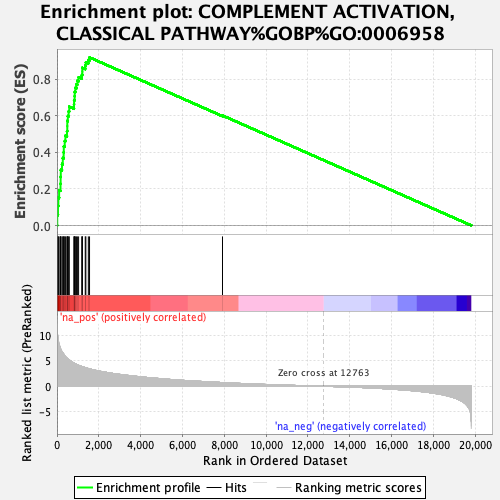 Enrichment plot: COMPLEMENT ACTIVATION,
CLASSICAL PATHWAY%GOBP%GO:0006958
Enrichment score (ES)
0.8
0.6
0.4
0.2
0.0
'na_pos' (positively correlated)
Ranked list metric (PreRanked)
10
5
0
-5
Zero cross at 12763
'na_neg' (negatively correlated)
0
2,000
4,000
6,000
8,000
10,000
12,000
14,000
16,000
18,000
20,000
Rank in Ordered Dataset
Enrichment profile
Hits
Ranking metric scores